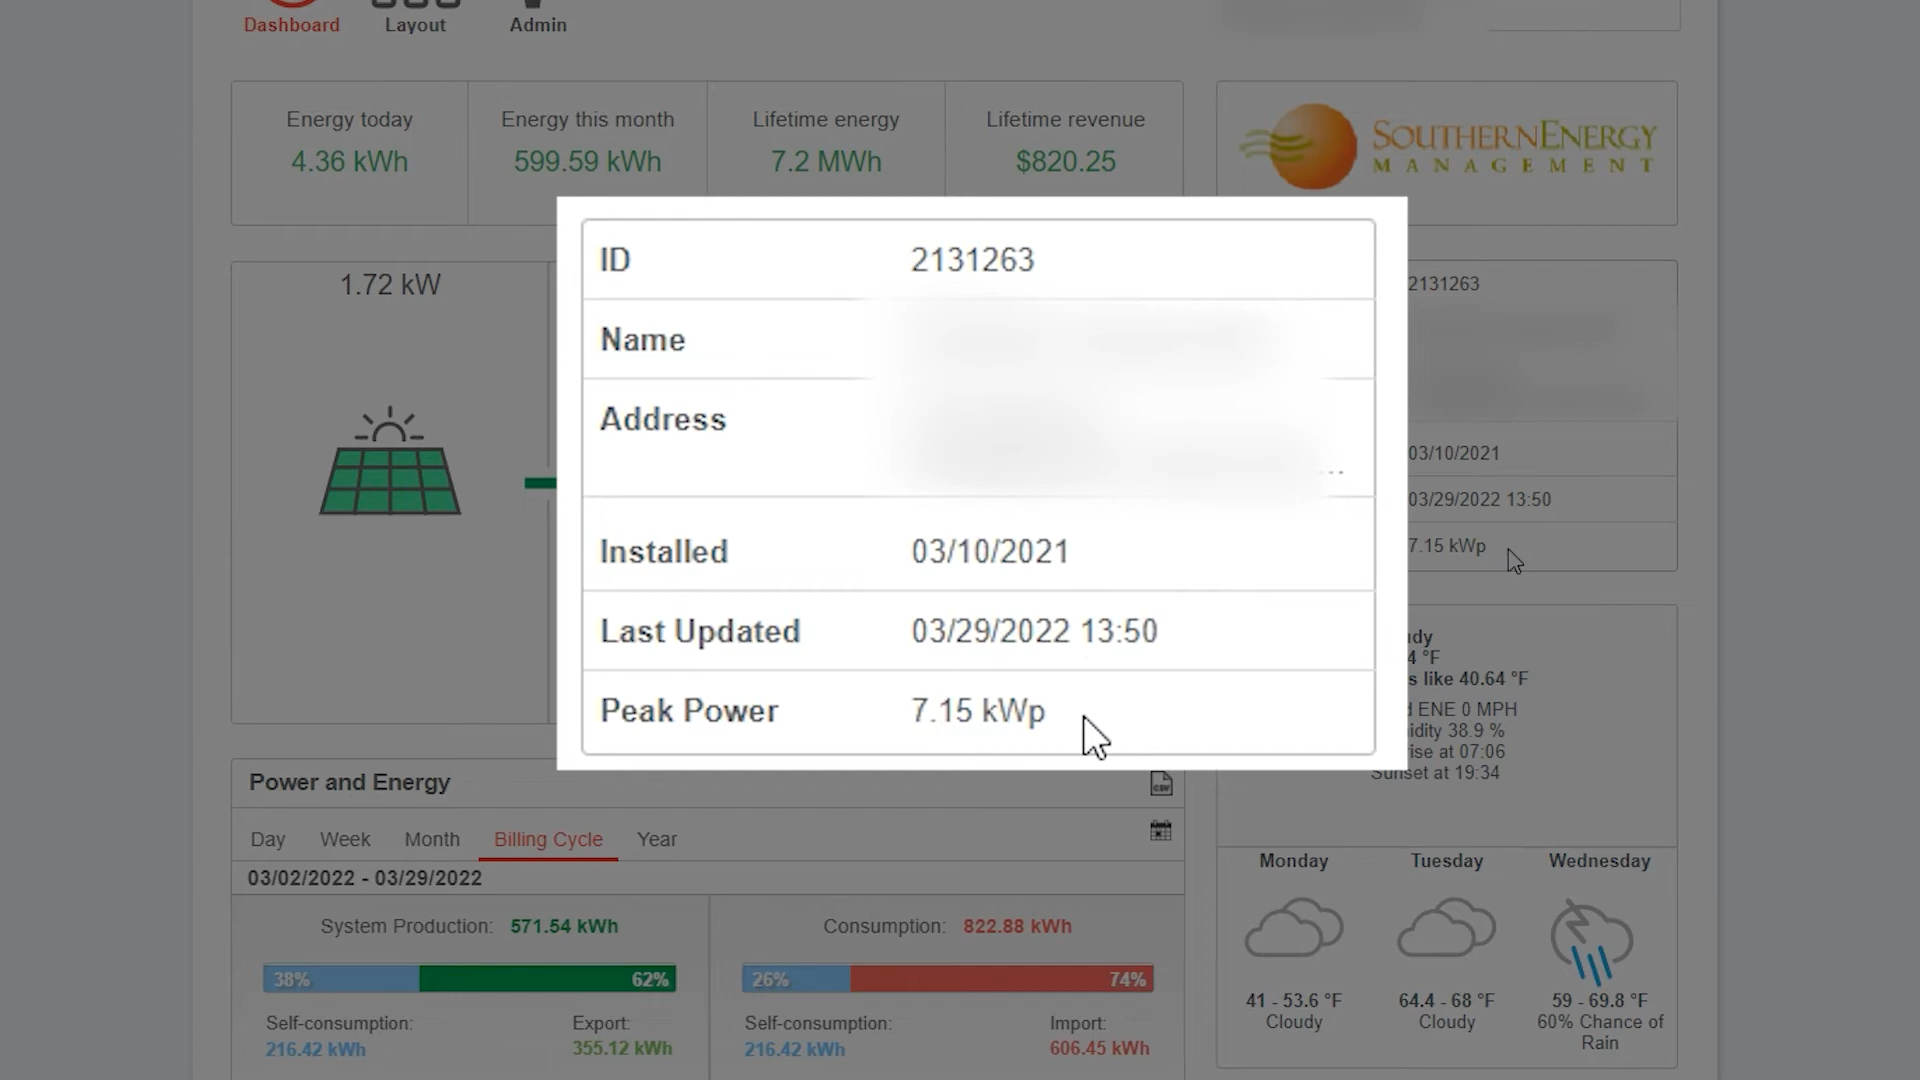 Dashboard
Layout
Admin
Energy today
4.36 kWh
Energy this month
599.59 kWh
Lifetime energy
7.2 MWh
Lifetime revenue
$820.25
SOUTHERNENERGY
MANAGEMENT
1.72 kW
ID 2131263
Name
Address
...
Installed 03/10/2021
Last Updated 03/29/2022 13:50
Peak Power 7.15 kWp
2131263
03/10/2021
03/29/2022 13:50
7.15 kWp
like 40.64 °F
ENE 0 MPH
38.9 %
at 07:06
Sunset at 19:34
Monday
Tuesday
Wednesday
41 - 53.6 °F
Cloudy
64.4 - 68 °F
Cloudy
59 - 69.8 °F
60% Chance of
Rain
Power and Energy
CSV
Day Week Month Billing Cycle Year
03/02/2022 - 03/29/2022
System Production: 571.54 kWh
38% 62%
Self-consumption:
216.42 kWh
Export:
355.12 kWh
Consumption: 822.88 kWh
26% 74%
Self-consumption:
216.42 kWh
Import:
606.45 kWh